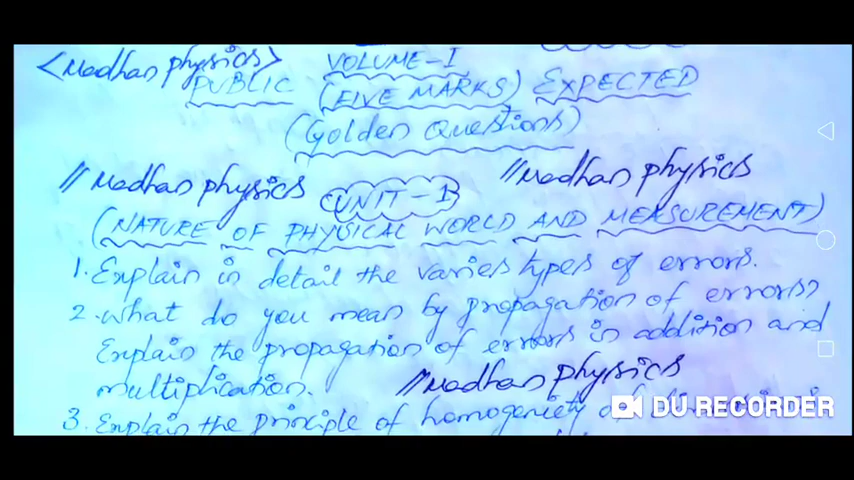 <Madhan physics> VOLUME-I
PUBLIC (FIVE MARKS) EXPECTED
(Golden Questions)
// Madhan physics // Madhan physics
UNIT-1
(NATURE OF PHYSICAL WORLD AND MEASUREMENT)
1. Explain in detail the varies types of errors.
2. What do you mean by propagation of errors?
Explain the propagation of errors in addition and
multiplication. // Madhan physics
3. Explain the principle of homogeniety of
DU RECORDER